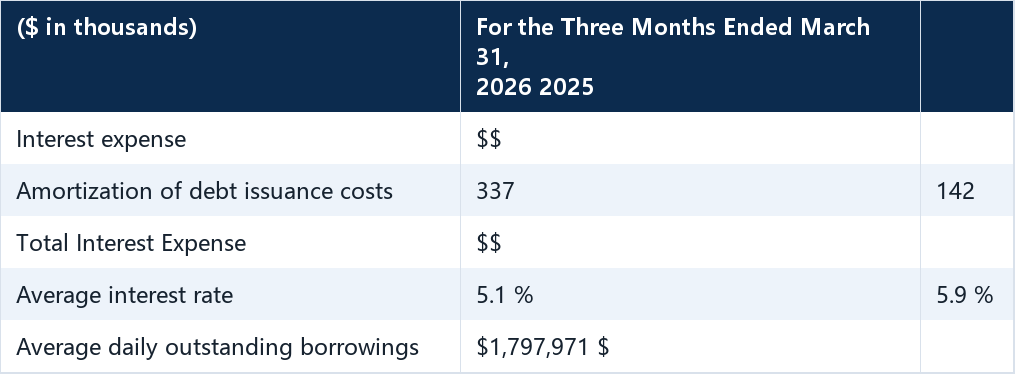 ($ in thousands) For the Three Months Ended March
31,
2026 2025
Interest expense $$
Amortization of debt issuance costs 337 142
Total Interest Expense $$
Average interest rate 5.1 % 5.9 %
Average daily outstanding borrowings $1,797,971 $